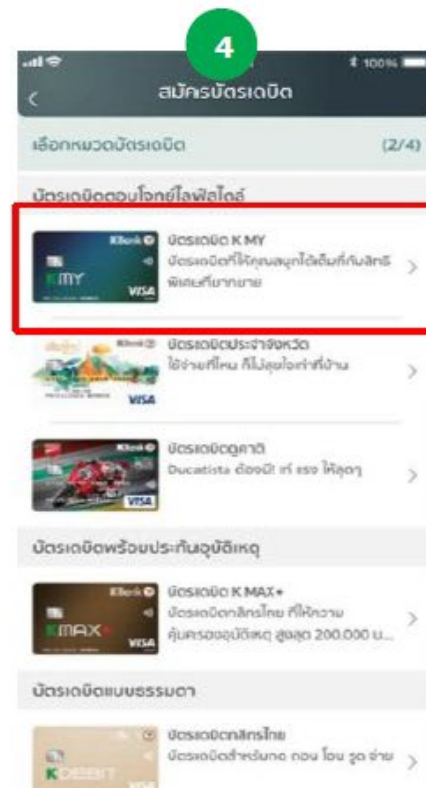 4
100%
สมัครบัตรเดบิต
เลือกหมวดบัตรเดบิต (2/4)
บัตรเดบิตตอบโจทย์ไลฟ์สไตล์
KBank
K MY
VISA
บัตรเดบิต K MY
บัตรเดบิตที่ให้คุณสนุกได้เต็มที่กับสิทธิ
พิเศษที่มากมาย
KBank
VISA
บัตรเดบิตประจำจังหวัด
ใช้จ่ายที่ไหน ก็ไม่สุขใจเท่าที่บ้าน
KBank
VISA
บัตรเดบิตดูคาติ
Ducatista ต้องมี! เท่ แรง ให้สุดๆ
บัตรเดบิตพร้อมประกันอุบัติเหตุ
KBank
K MAX+
VISA
บัตรเดบิต K MAX+
บัตรเดบิตกสิกรไทย ที่ให้ความ
คุ้มครองอุบัติเหตุ สูงสุด 200,000 บ...
บัตรเดบิตแบบธรรมดา
K DEBIT
บัตรเดบิตกสิกรไทย
บัตรเดบิตสำหรับกด ถอน โอน รูด จ่าย